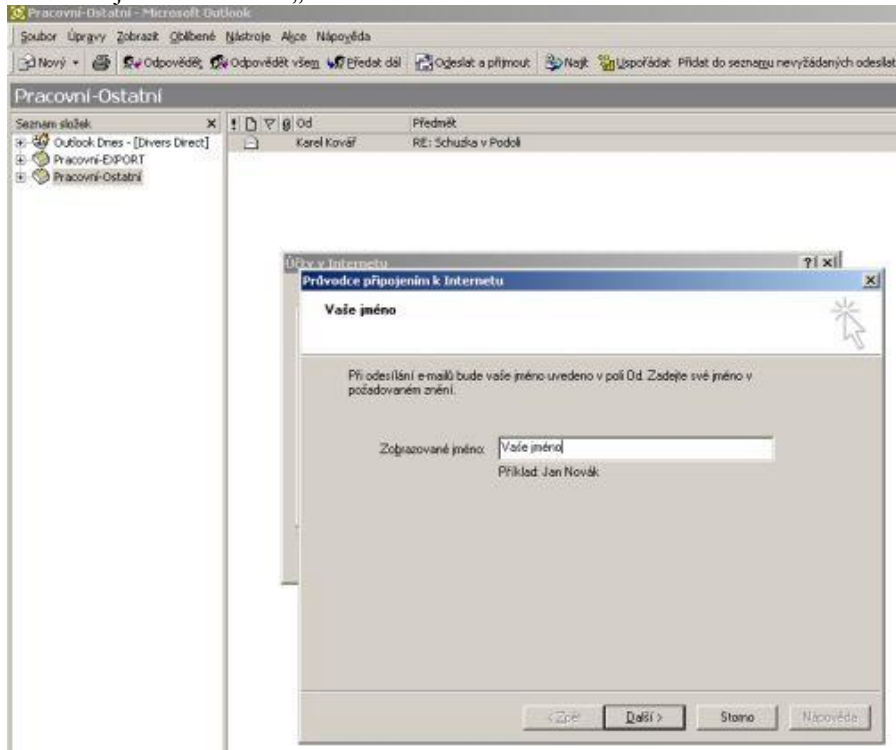 Pracovní-Ostatní - Microsoft Outlook
Soubor Úpravy Zobrazit Oblíbené Nástroje Akce Nápověda
Nový Odpovědět Odpovědět všem Předat dál Odeslat a přijmout Najít Uspořádat Přidat do seznamu nevyžádaných odesílat
Pracovní-Ostatní
Seznam složek x ! Od Předmět
Outlook Dnes - [Divers Direct] Karel Kovář RE: Schuzka v Podoli
Pracovní-EXPORT
Pracovní-Ostatní
Účty v Internetu ? x
Průvodce připojením k Internetu x
Vaše jméno
Při odesílání e-mailů bude vaše jméno uvedeno v poli Od. Zadejte své jméno v
požadovaném znění.
Zobrazované jméno: Vaše jméno
Příklad: Jan Novák
< Zpět Další > Storno Nápověda